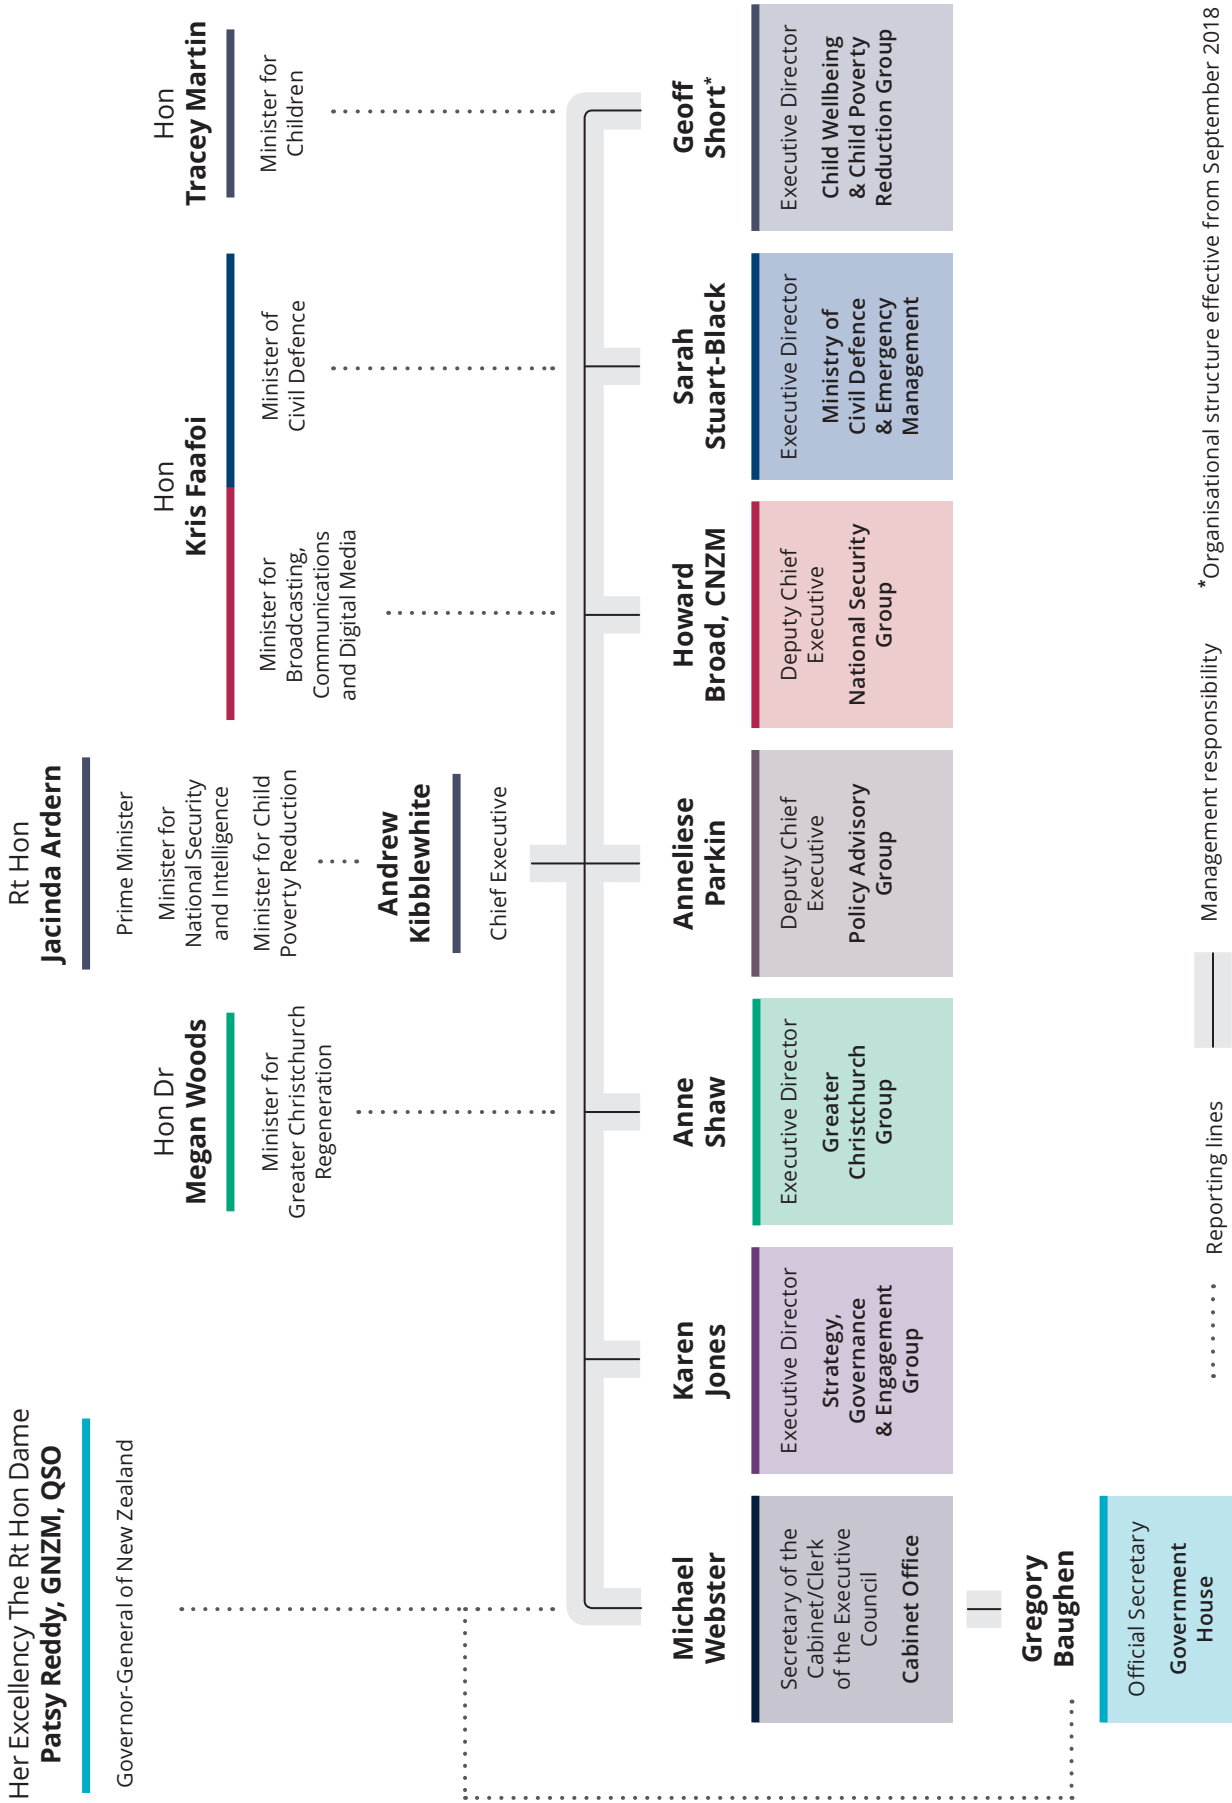 Her Excellency The Rt Hon Dame
Patsy Reddy, GNZM, QSO
Governor-General of New Zealand
Rt Hon
Jacinda Ardern
Prime Minister
Minister for
National Security
and Intelligence
Minister for Child
Poverty Reduction
Hon Dr
Megan Woods
Minister for
Greater Christchurch
Regeneration
Hon
Kris Faafoi
Minister for
Broadcasting,
Communications
and Digital Media
Minister of
Civil Defence
Hon
Tracey Martin
Minister for
Children
Andrew
Kibblewhite
Chief Executive
Michael
Webster
Secretary of the
Cabinet/Clerk
of the Executive
Council
Cabinet Office
Karen
Jones
Executive Director
Strategy,
Governance
& Engagement
Group
Anne
Shaw
Executive Director
Greater
Christchurch
Group
Anneliese
Parkin
Deputy Chief
Executive
Policy Advisory
Group
Howard
Broad, CNZM
Deputy Chief
Executive
National Security
Group
Sarah
Stuart-Black
Executive Director
Ministry of
Civil Defence
& Emergency
Management
Geoff
Short*
Executive Director
Child Wellbeing
& Child Poverty
Reduction Group
Gregory
Baughen
Official Secretary
Government
House
Reporting lines
Management responsibility
*Organisational structure effective from September 2018